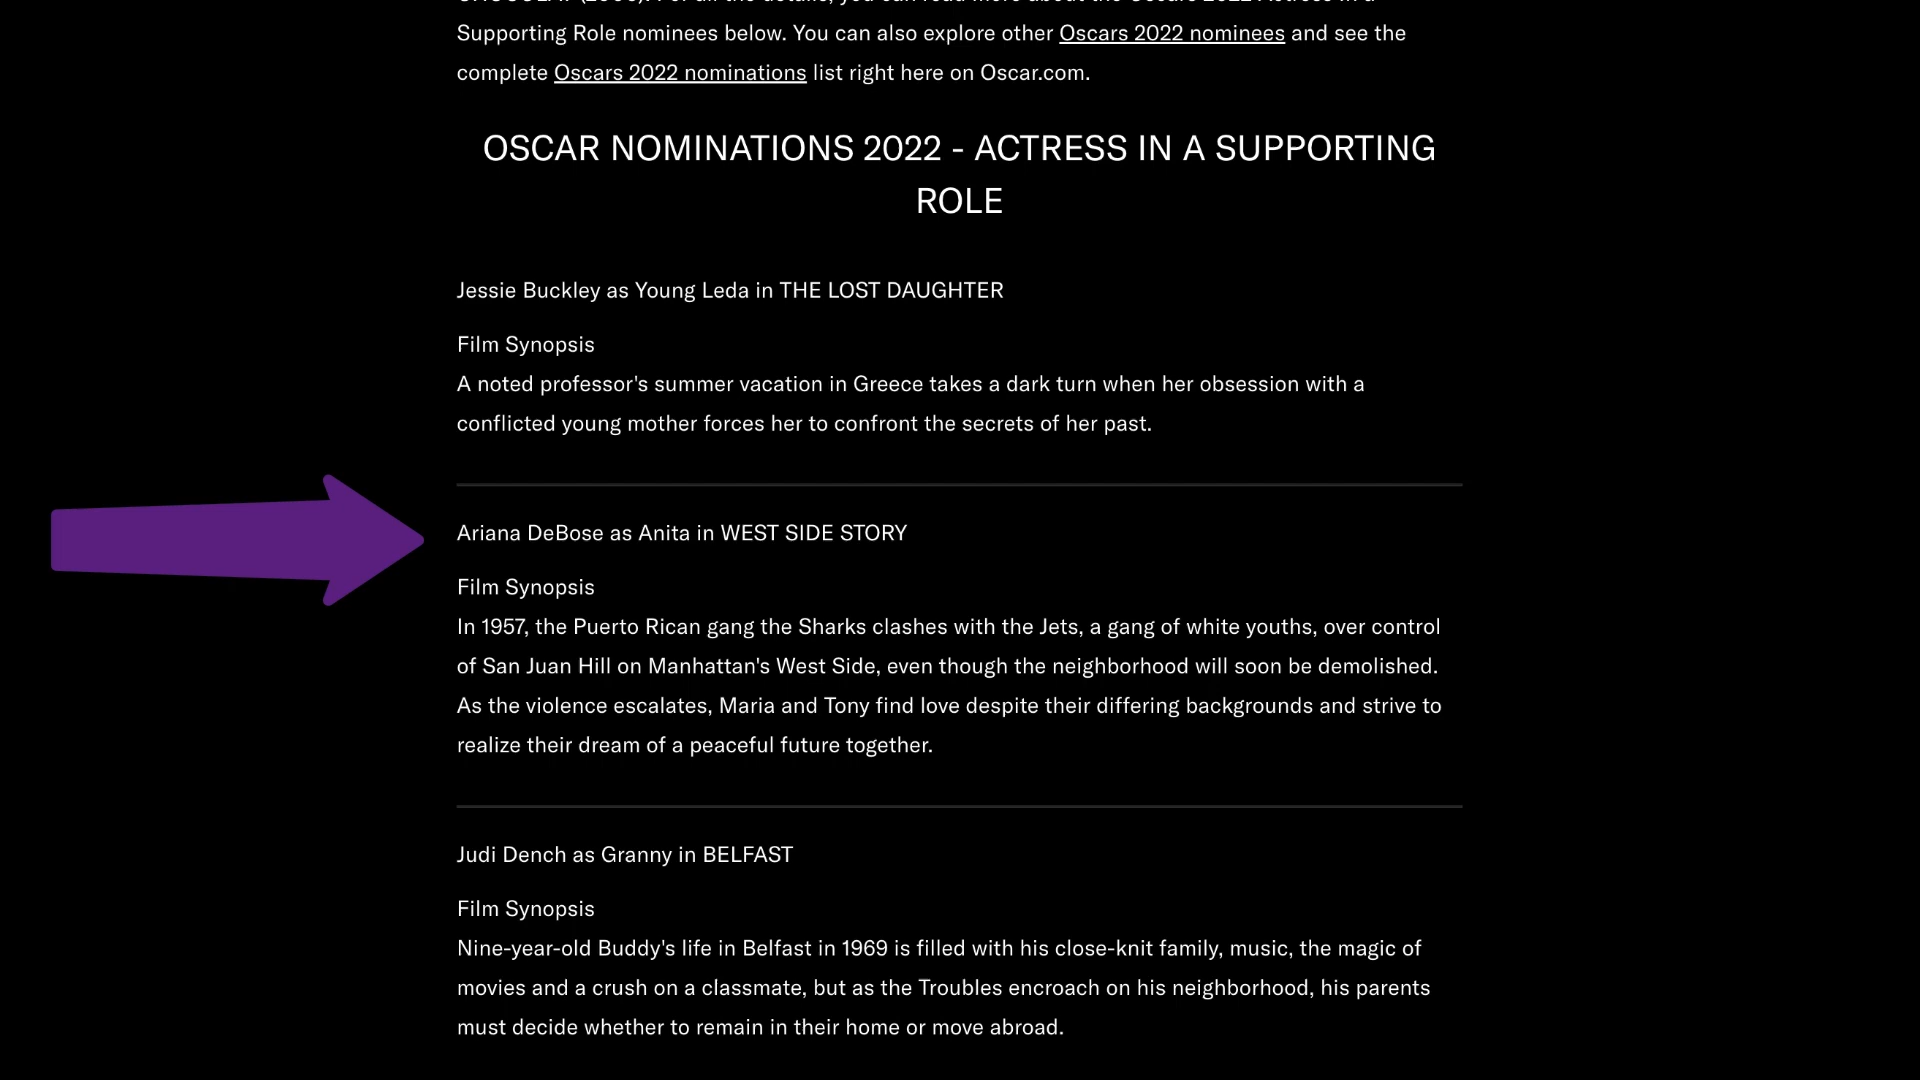 Supporting Role nominees below. You can also explore other Oscars 2022 nominees and see the
complete Oscars 2022 nominations list right here on Oscar.com.
OSCAR NOMINATIONS 2022 - ACTRESS IN A SUPPORTING
ROLE
Jessie Buckley as Young Leda in THE LOST DAUGHTER
Film Synopsis
A noted professor's summer vacation in Greece takes a dark turn when her obsession with a
conflicted young mother forces her to confront the secrets of her past.
Ariana DeBose as Anita in WEST SIDE STORY
Film Synopsis
In 1957, the Puerto Rican gang the Sharks clashes with the Jets, a gang of white youths, over control
of San Juan Hill on Manhattan's West Side, even though the neighborhood will soon be demolished.
As the violence escalates, Maria and Tony find love despite their differing backgrounds and strive to
realize their dream of a peaceful future together.
Judi Dench as Granny in BELFAST
Film Synopsis
Nine-year-old Buddy's life in Belfast in 1969 is filled with his close-knit family, music, the magic of
movies and a crush on a classmate, but as the Troubles encroach on his neighborhood, his parents
must decide whether to remain in their home or move abroad.